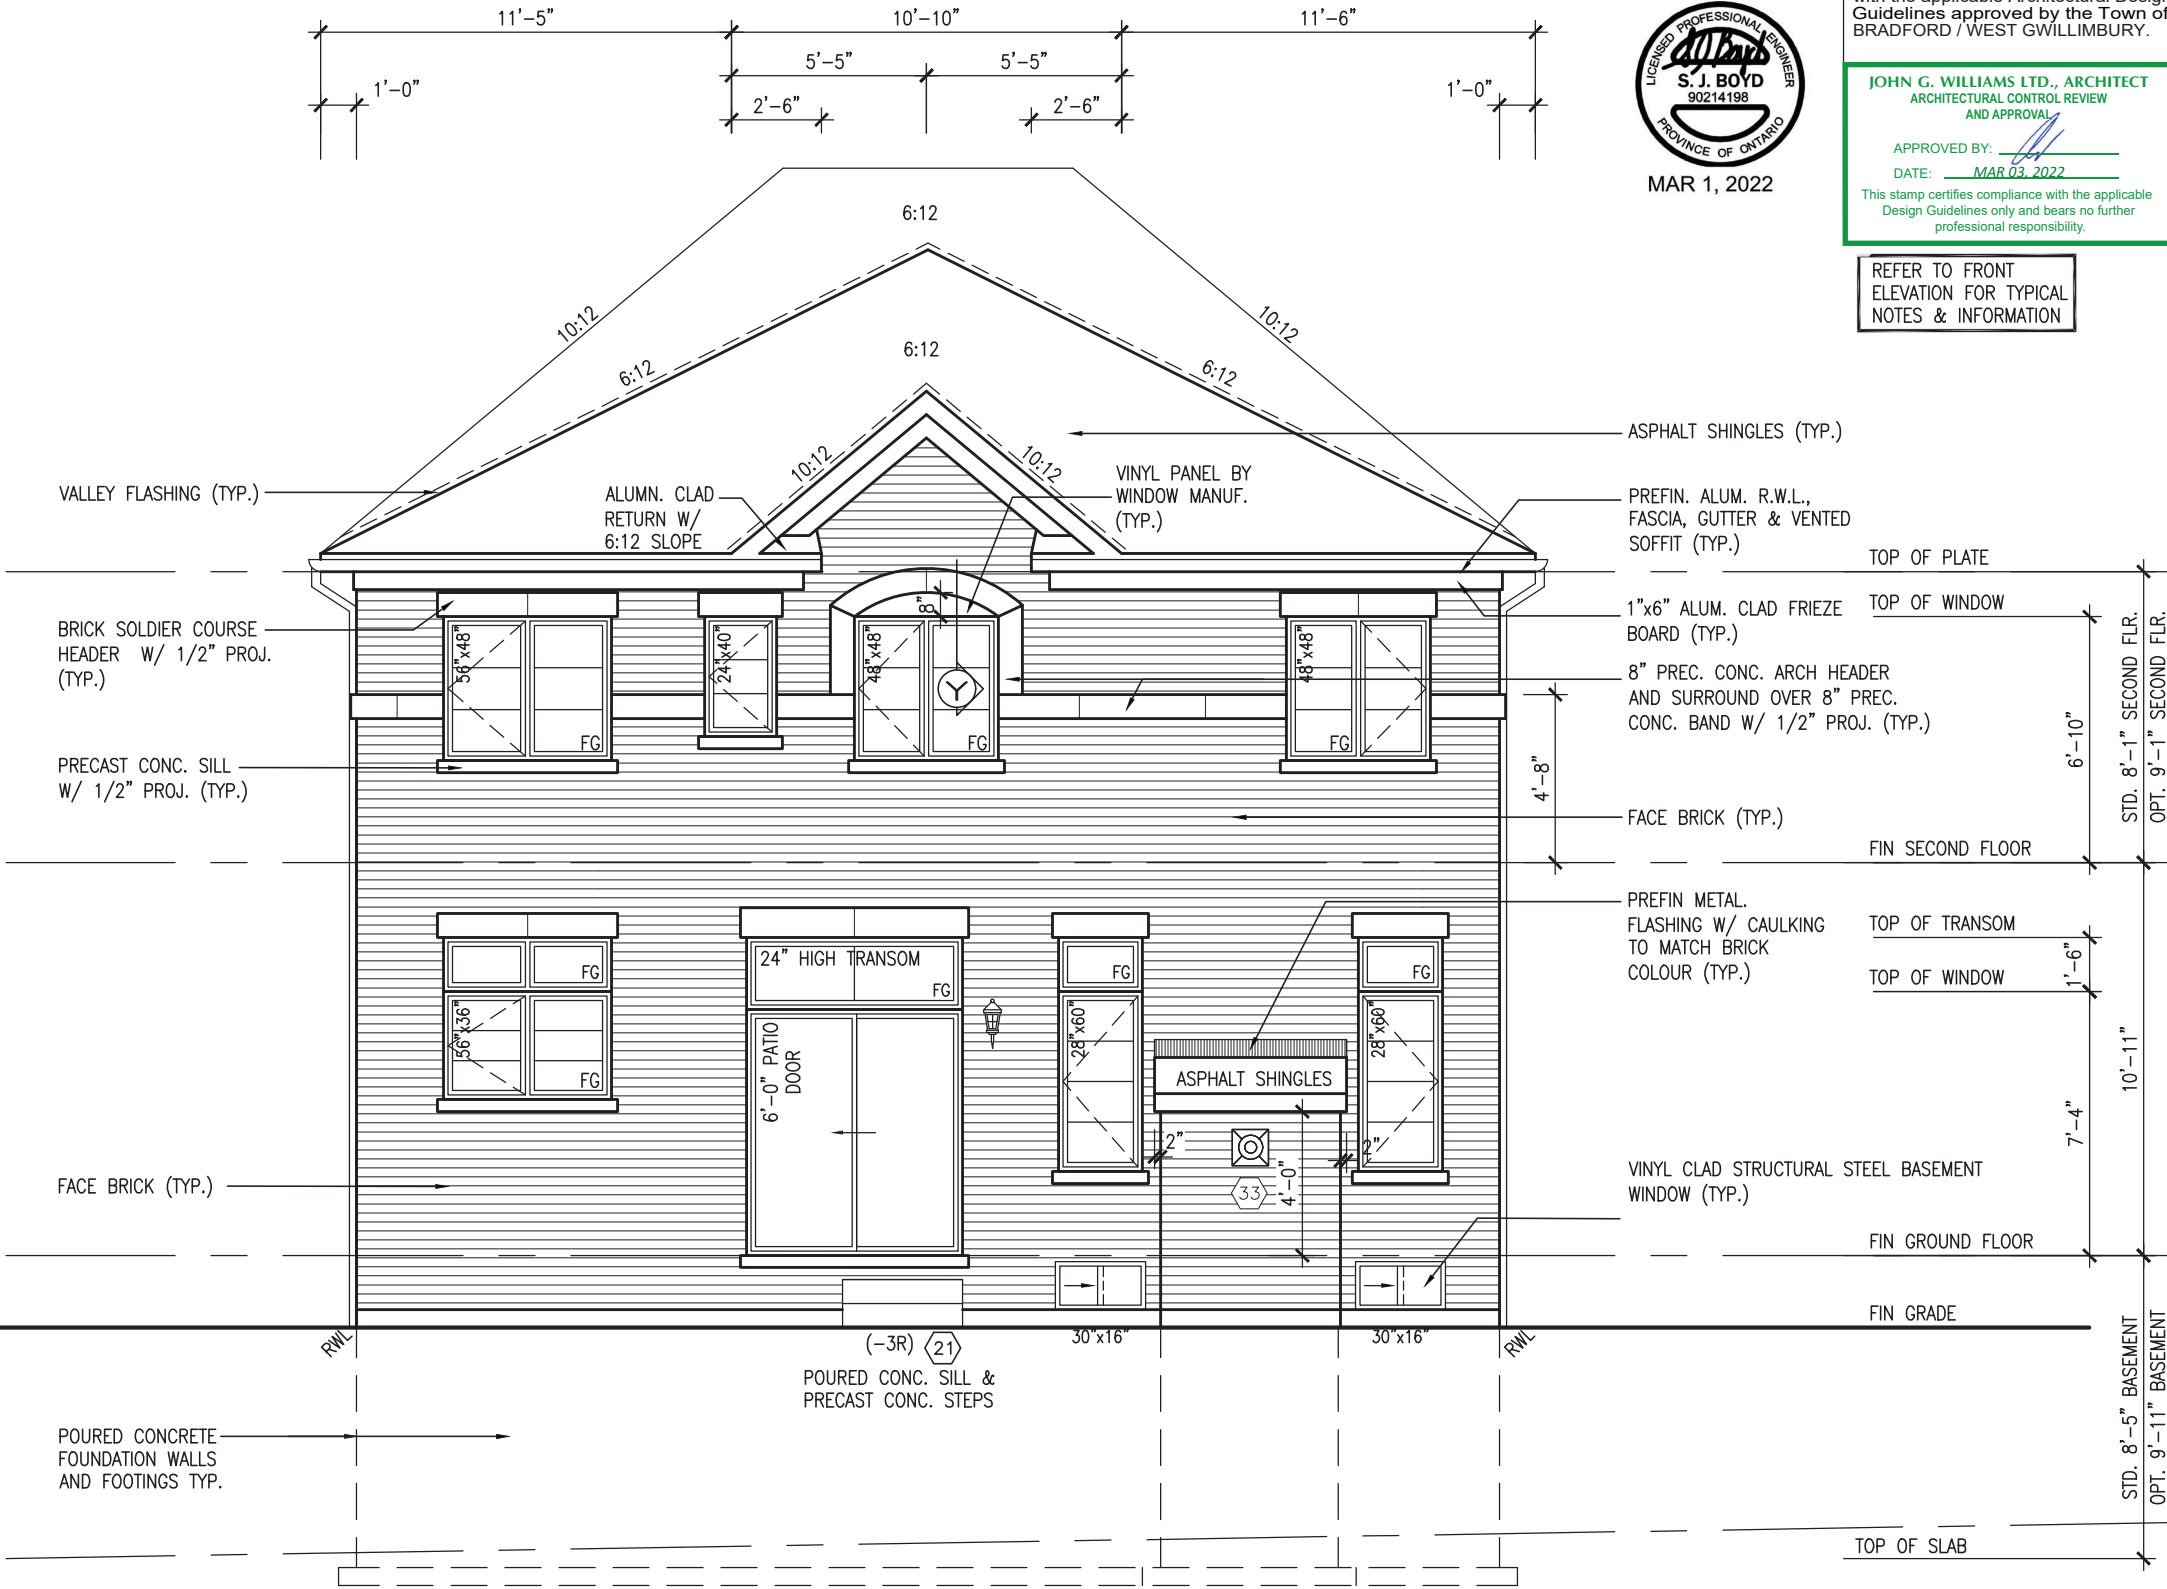 11'-5"
10'-10"
11'-6"
5'-5"
5'-5"
1'-0"
2'-6"
2'-6"
1'-0"
LICENSED PROFESSIONAL ENGINEER
S. J. BOYD
90214198
PROVINCE OF ONTARIO
MAR 1, 2022
with the applicable Architectural Design
Guidelines approved by the Town of
BRADFORD / WEST GWILLIMBURY.
JOHN G. WILLIAMS LTD., ARCHITECT
ARCHITECTURAL CONTROL REVIEW
AND APPROVAL
APPROVED BY:
DATE: MAR 03, 2022
This stamp certifies compliance with the applicable
Design Guidelines only and bears no further
professional responsibility.
REFER TO FRONT
ELEVATION FOR TYPICAL
NOTES & INFORMATION
6:12
10:12
10:12
6:12
6:12
6:12
10:12
10:12
VALLEY FLASHING (TYP.)
ALUMN. CLAD
RETURN W/
6:12 SLOPE
VINYL PANEL BY
WINDOW MANUF.
(TYP.)
ASPHALT SHINGLES (TYP.)
PREFIN. ALUM. R.W.L.,
FASCIA, GUTTER & VENTED
SOFFIT (TYP.)
TOP OF PLATE
BRICK SOLDIER COURSE
HEADER W/ 1/2" PROJ.
(TYP.)
1"x6" ALUM. CLAD FRIEZE
BOARD (TYP.)
TOP OF WINDOW
8" PREC. CONC. ARCH HEADER
AND SURROUND OVER 8" PREC.
CONC. BAND W/ 1/2" PROJ. (TYP.)
56"x48"
FG
24"x40"
8"
48"x48"
Y
FG
48"x48"
FG
PRECAST CONC. SILL
W/ 1/2" PROJ. (TYP.)
4'-8"
6'-10"
STD. 8'-1" SECOND FLR.
OPT. 9'-1" SECOND FLR.
FACE BRICK (TYP.)
FIN SECOND FLOOR
PREFIN METAL.
FLASHING W/ CAULKING
TO MATCH BRICK
COLOUR (TYP.)
TOP OF TRANSOM
TOP OF WINDOW
1'-6"
FG
56"x36"
FG
24" HIGH TRANSOM
FG
6'-0" PATIO
DOOR
FG
28"x60"
FG
28"x60"
ASPHALT SHINGLES
2"
2"
33
4'-0"
7'-4"
10'-11"
FACE BRICK (TYP.)
VINYL CLAD STRUCTURAL STEEL BASEMENT
WINDOW (TYP.)
FIN GROUND FLOOR
FIN GRADE
RWL
(-3R) 21
POURED CONC. SILL &
PRECAST CONC. STEPS
30"x16"
30"x16"
RWL
POURED CONCRETE
FOUNDATION WALLS
AND FOOTINGS TYP.
STD. 8'-5" BASEMENT
OPT. 9'-11" BASEMENT
TOP OF SLAB